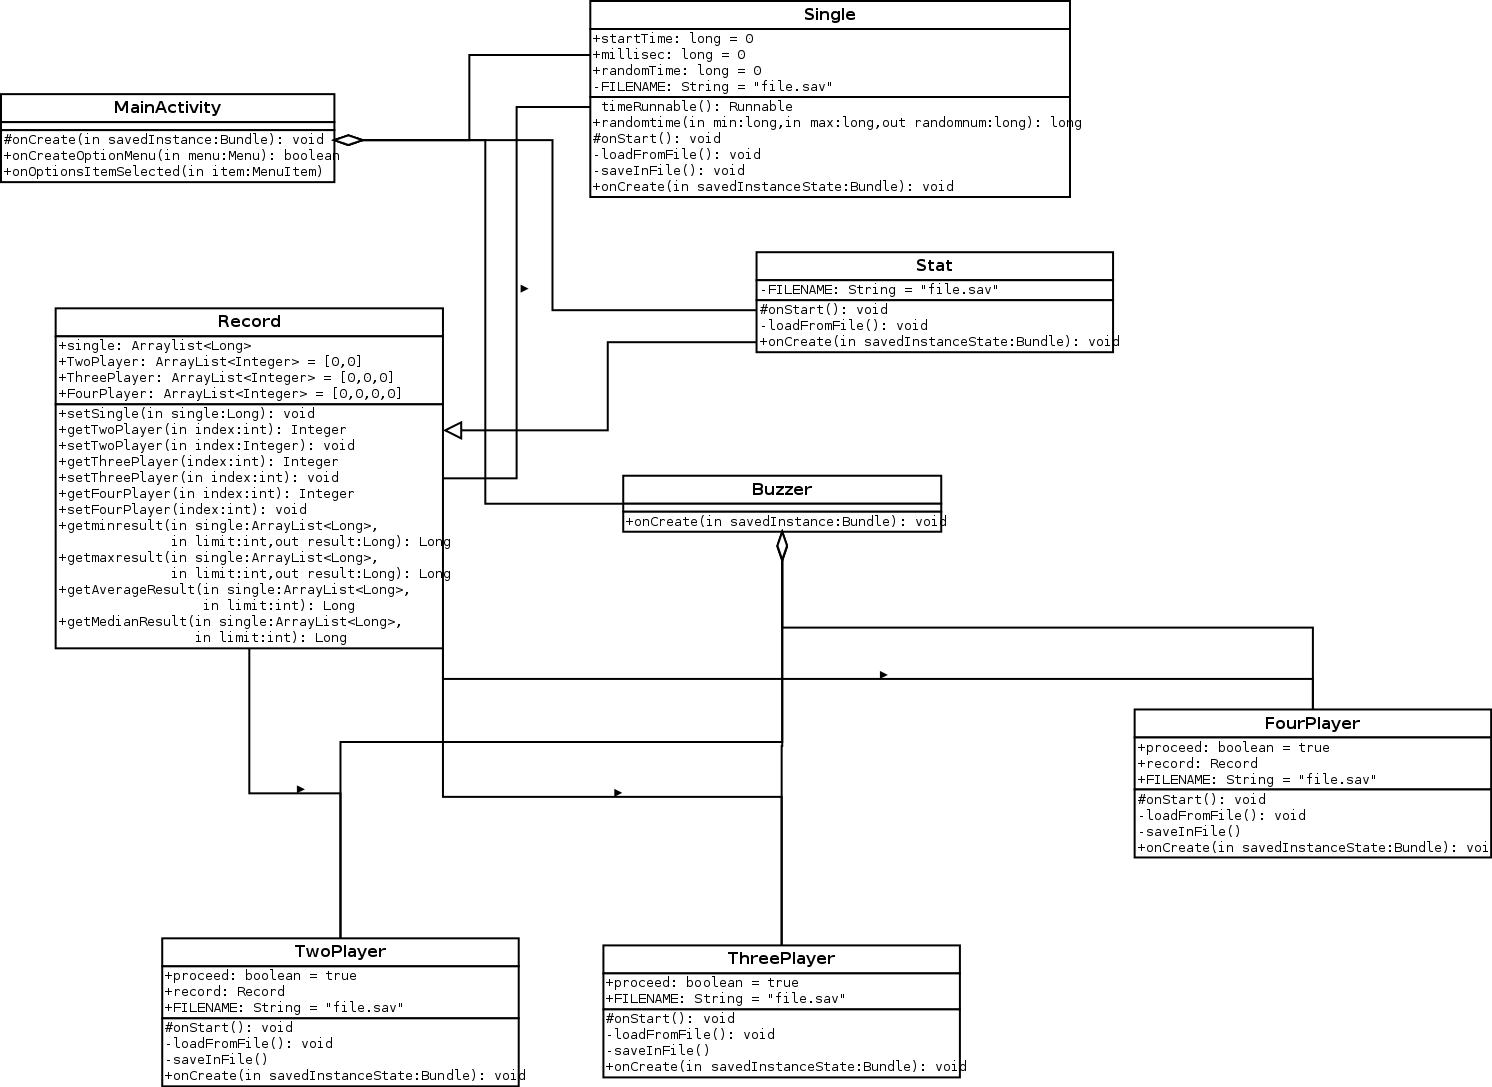 Single
+startTime: long = 0
+millisec: long = 0
+randomTime: long = 0
-FILENAME: String = "file.sav"
timeRunnable(): Runnable
+randomtime(in min:long,in max:long,out randomnum:long): long
#onStart(): void
-loadFromFile(): void
-saveInFile(): void
+onCreate(in savedInstanceState:Bundle): void
MainActivity
#onCreate(in savedInstance:Bundle): void
+onCreateOptionMenu(in menu:Menu): boolean
+onOptionsItemSelected(in item:MenuItem)
Stat
-FILENAME: String = "file.sav"
#onStart(): void
-loadFromFile(): void
+onCreate(in savedInstanceState:Bundle): void
Record
+single: Arraylist<Long>
+TwoPlayer: ArrayList<Integer> = [0,0]
+ThreePlayer: ArrayList<Integer> = [0,0,0]
+FourPlayer: ArrayList<Integer> = [0,0,0,0]
+setSingle(in single:Long): void
+getTwoPlayer(in index:int): Integer
+setTwoPlayer(in index:Integer): void
+getThreePlayer(index:int): Integer
+setThreePlayer(in index:int): void
+getFourPlayer(in index:int): Integer
+setFourPlayer(index:int): void
+getminresult(in single:ArrayList<Long>,
in limit:int,out result:Long): Long
+getmaxresult(in single:ArrayList<Long>,
in limit:int,out result:Long): Long
+getAverageResult(in single:ArrayList<Long>,
in limit:int): Long
+getMedianResult(in single:ArrayList<Long>,
in limit:int): Long
Buzzer
+onCreate(in savedInstance:Bundle): void
FourPlayer
+proceed: boolean = true
+record: Record
+FILENAME: String = "file.sav"
#onStart(): void
-loadFromFile(): void
-saveInFile()
+onCreate(in savedInstanceState:Bundle): voi
TwoPlayer
+proceed: boolean = true
+record: Record
+FILENAME: String = "file.sav"
#onStart(): void
-loadFromFile(): void
-saveInFile()
+onCreate(in savedInstanceState:Bundle): void
ThreePlayer
+proceed: boolean = true
+FILENAME: String = "file.sav"
#onStart(): void
-loadFromFile(): void
-saveInFile()
+onCreate(in savedInstanceState:Bundle): void